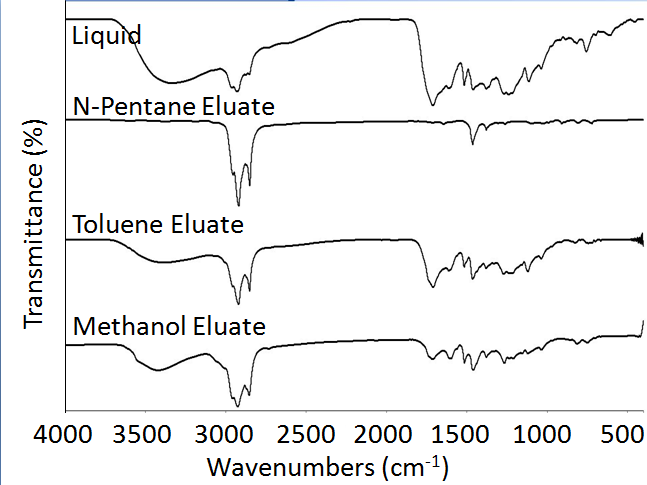 Liquid
N-Pentane Eluate
Toluene Eluate
Methanol Eluate
Transmittance (%)
4000 3500 3000 2500 2000 1500 1000 500
Wavenumbers (cm⁻¹)